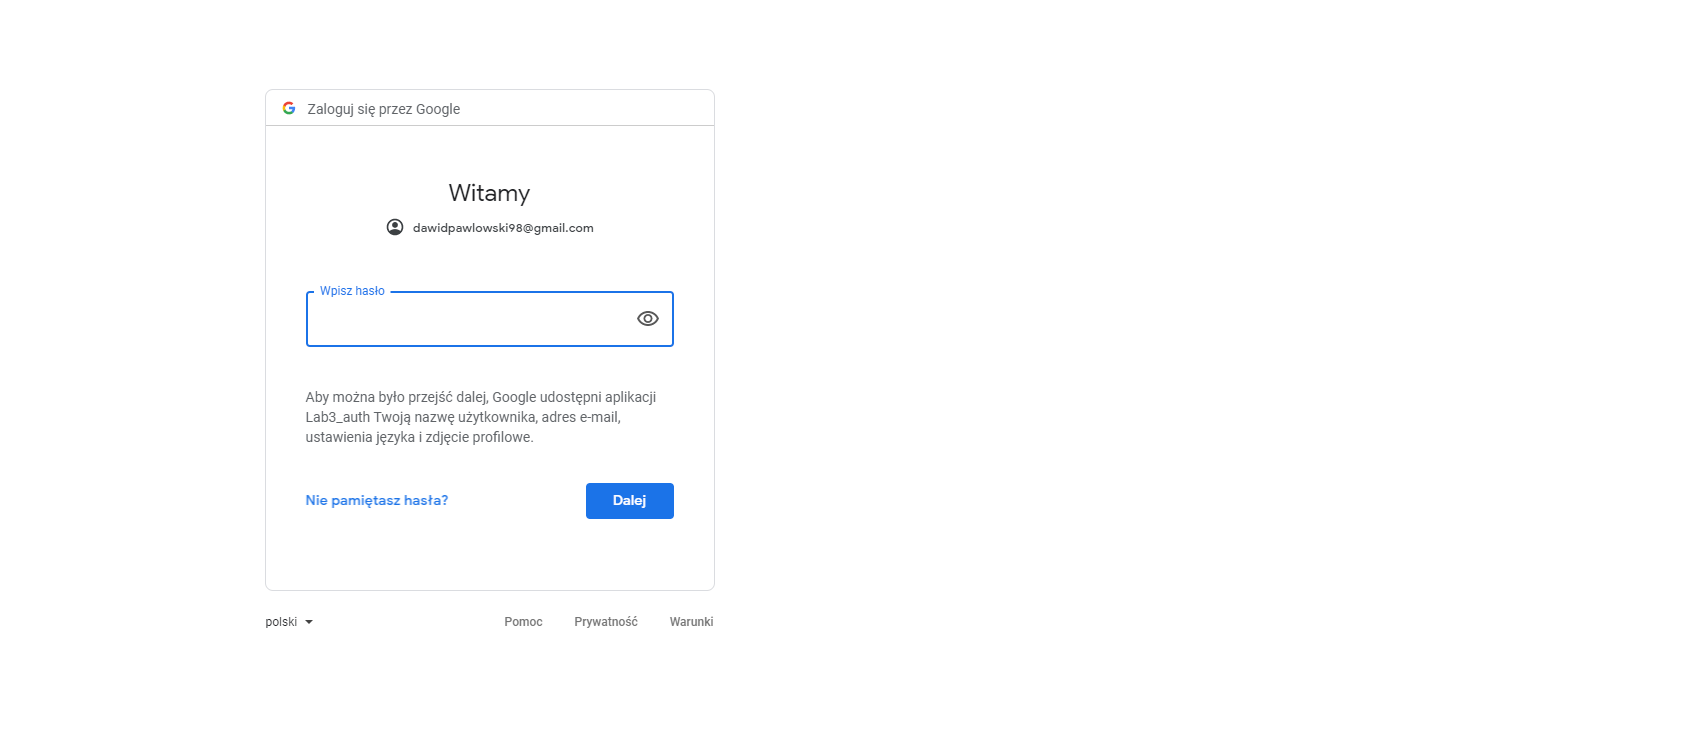 Zaloguj się przez Google
Witamy
dawidpawlowski98@gmail.com
Wpisz hasło
Aby można było przejść dalej, Google udostępni aplikacji
Lab3_auth Twoją nazwę użytkownika, adres e-mail,
ustawienia języka i zdjęcie profilowe.
Nie pamiętasz hasła?
Dalej
polski
Pomoc
Prywatność
Warunki